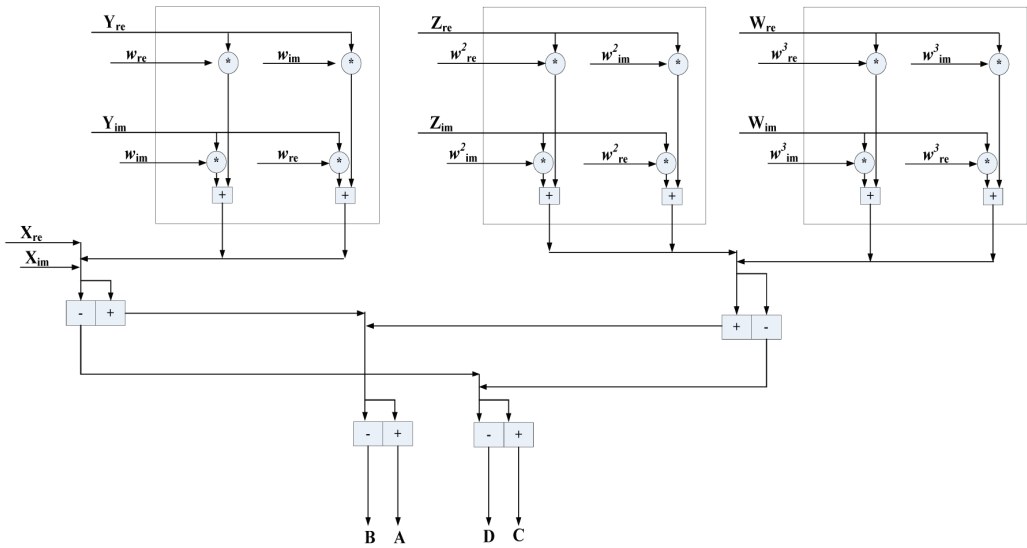 Yre Zre Wre
* wre * wim * w²re * w²im * w³re * w³im
Yim Zim Wim
* wim * wre * w²im * w²re * w³im * w³re
+ + + + + +
Xre
Xim
- + + -
- + - +
B A D C